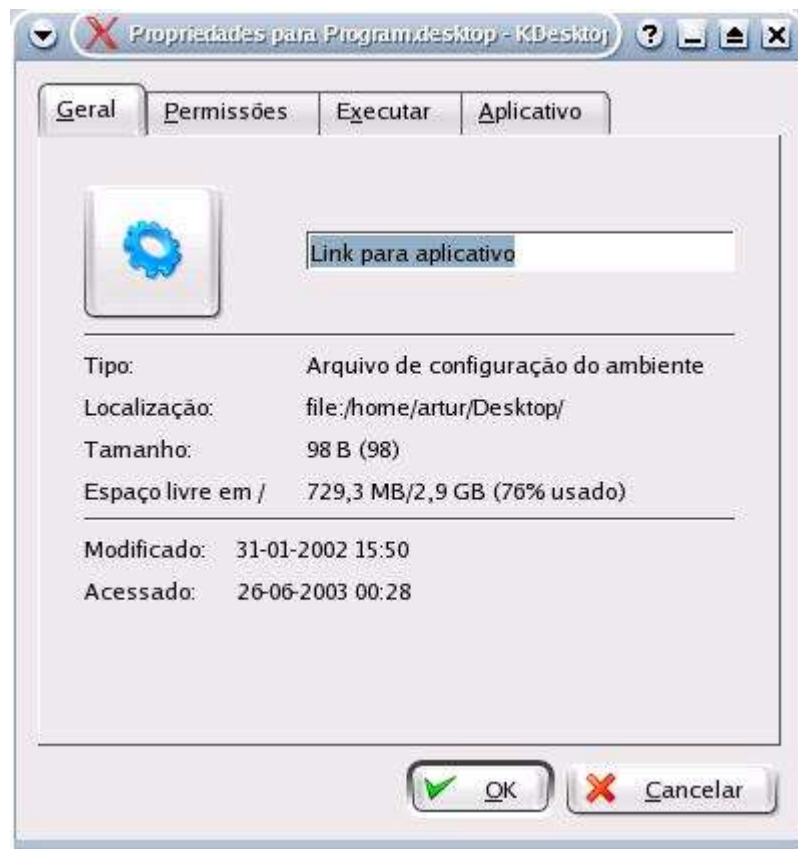 Propriedades para Program.desktop - KDesktop
Geral Permissões Executar Aplicativo
Link para aplicativo
Tipo: Arquivo de configuração do ambiente
Localização: file:/home/artur/Desktop/
Tamanho: 98 B (98)
Espaço livre em / 729,3 MB/2,9 GB (76% usado)
Modificado: 31-01-2002 15:50
Acessado: 26-06-2003 00:28
OK Cancelar